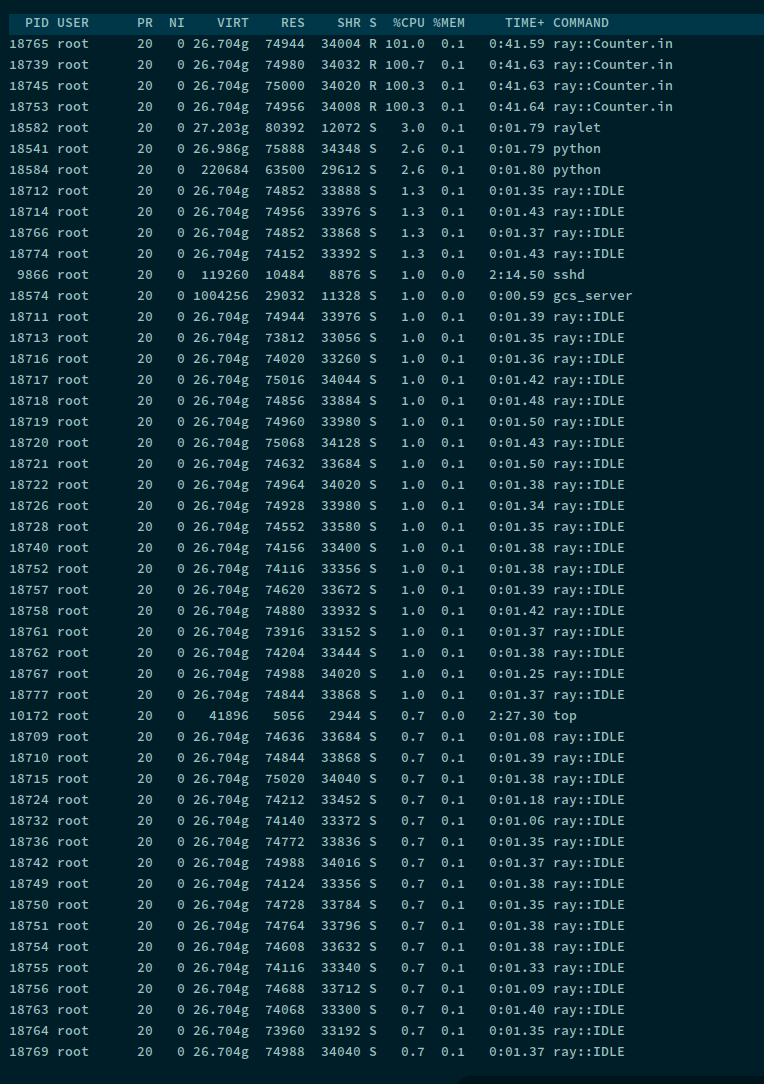 PID USER PR NI VIRT RES SHR S %CPU %MEM TIME+ COMMAND
18765 root 20 0 26.704g 74944 34004 R 101.0 0.1 0:41.59 ray::Counter.in
18739 root 20 0 26.704g 74980 34032 R 100.7 0.1 0:41.63 ray::Counter.in
18745 root 20 0 26.704g 75000 34020 R 100.3 0.1 0:41.63 ray::Counter.in
18753 root 20 0 26.704g 74956 34008 R 100.3 0.1 0:41.64 ray::Counter.in
18582 root 20 0 27.203g 80392 12072 S 3.0 0.1 0:01.79 raylet
18541 root 20 0 26.986g 75888 34348 S 2.6 0.1 0:01.79 python
18584 root 20 0 220684 63500 29612 S 2.6 0.1 0:01.80 python
18712 root 20 0 26.704g 74852 33888 S 1.3 0.1 0:01.35 ray::IDLE
18714 root 20 0 26.704g 74956 33976 S 1.3 0.1 0:01.43 ray::IDLE
18766 root 20 0 26.704g 74852 33868 S 1.3 0.1 0:01.37 ray::IDLE
18774 root 20 0 26.704g 74152 33392 S 1.3 0.1 0:01.43 ray::IDLE
9866 root 20 0 119260 10484 8876 S 1.0 0.0 2:14.50 sshd
18574 root 20 0 1004256 29032 11328 S 1.0 0.0 0:00.59 gcs_server
18711 root 20 0 26.704g 74944 33976 S 1.0 0.1 0:01.39 ray::IDLE
18713 root 20 0 26.704g 73812 33056 S 1.0 0.1 0:01.35 ray::IDLE
18716 root 20 0 26.704g 74020 33260 S 1.0 0.1 0:01.36 ray::IDLE
18717 root 20 0 26.704g 75016 34044 S 1.0 0.1 0:01.42 ray::IDLE
18718 root 20 0 26.704g 74856 33884 S 1.0 0.1 0:01.48 ray::IDLE
18719 root 20 0 26.704g 74960 33980 S 1.0 0.1 0:01.50 ray::IDLE
18720 root 20 0 26.704g 75068 34128 S 1.0 0.1 0:01.43 ray::IDLE
18721 root 20 0 26.704g 74632 33684 S 1.0 0.1 0:01.50 ray::IDLE
18722 root 20 0 26.704g 74964 34020 S 1.0 0.1 0:01.38 ray::IDLE
18726 root 20 0 26.704g 74928 33980 S 1.0 0.1 0:01.34 ray::IDLE
18728 root 20 0 26.704g 74552 33580 S 1.0 0.1 0:01.35 ray::IDLE
18740 root 20 0 26.704g 74156 33400 S 1.0 0.1 0:01.38 ray::IDLE
18752 root 20 0 26.704g 74116 33356 S 1.0 0.1 0:01.38 ray::IDLE
18757 root 20 0 26.704g 74620 33672 S 1.0 0.1 0:01.39 ray::IDLE
18758 root 20 0 26.704g 74880 33932 S 1.0 0.1 0:01.42 ray::IDLE
18761 root 20 0 26.704g 73916 33152 S 1.0 0.1 0:01.37 ray::IDLE
18762 root 20 0 26.704g 74204 33444 S 1.0 0.1 0:01.38 ray::IDLE
18767 root 20 0 26.704g 74988 34020 S 1.0 0.1 0:01.25 ray::IDLE
18777 root 20 0 26.704g 74844 33868 S 1.0 0.1 0:01.37 ray::IDLE
10172 root 20 0 41896 5056 2944 S 0.7 0.0 2:27.30 top
18709 root 20 0 26.704g 74636 33684 S 0.7 0.1 0:01.08 ray::IDLE
18710 root 20 0 26.704g 74844 33868 S 0.7 0.1 0:01.39 ray::IDLE
18715 root 20 0 26.704g 75020 34040 S 0.7 0.1 0:01.38 ray::IDLE
18724 root 20 0 26.704g 74212 33452 S 0.7 0.1 0:01.18 ray::IDLE
18732 root 20 0 26.704g 74140 33372 S 0.7 0.1 0:01.06 ray::IDLE
18736 root 20 0 26.704g 74772 33836 S 0.7 0.1 0:01.35 ray::IDLE
18742 root 20 0 26.704g 74988 34016 S 0.7 0.1 0:01.37 ray::IDLE
18749 root 20 0 26.704g 74124 33356 S 0.7 0.1 0:01.38 ray::IDLE
18750 root 20 0 26.704g 74728 33784 S 0.7 0.1 0:01.35 ray::IDLE
18751 root 20 0 26.704g 74764 33796 S 0.7 0.1 0:01.38 ray::IDLE
18754 root 20 0 26.704g 74608 33632 S 0.7 0.1 0:01.38 ray::IDLE
18755 root 20 0 26.704g 74116 33340 S 0.7 0.1 0:01.33 ray::IDLE
18756 root 20 0 26.704g 74688 33712 S 0.7 0.1 0:01.09 ray::IDLE
18763 root 20 0 26.704g 74068 33300 S 0.7 0.1 0:01.40 ray::IDLE
18764 root 20 0 26.704g 73960 33192 S 0.7 0.1 0:01.35 ray::IDLE
18769 root 20 0 26.704g 74988 34040 S 0.7 0.1 0:01.37 ray::IDLE